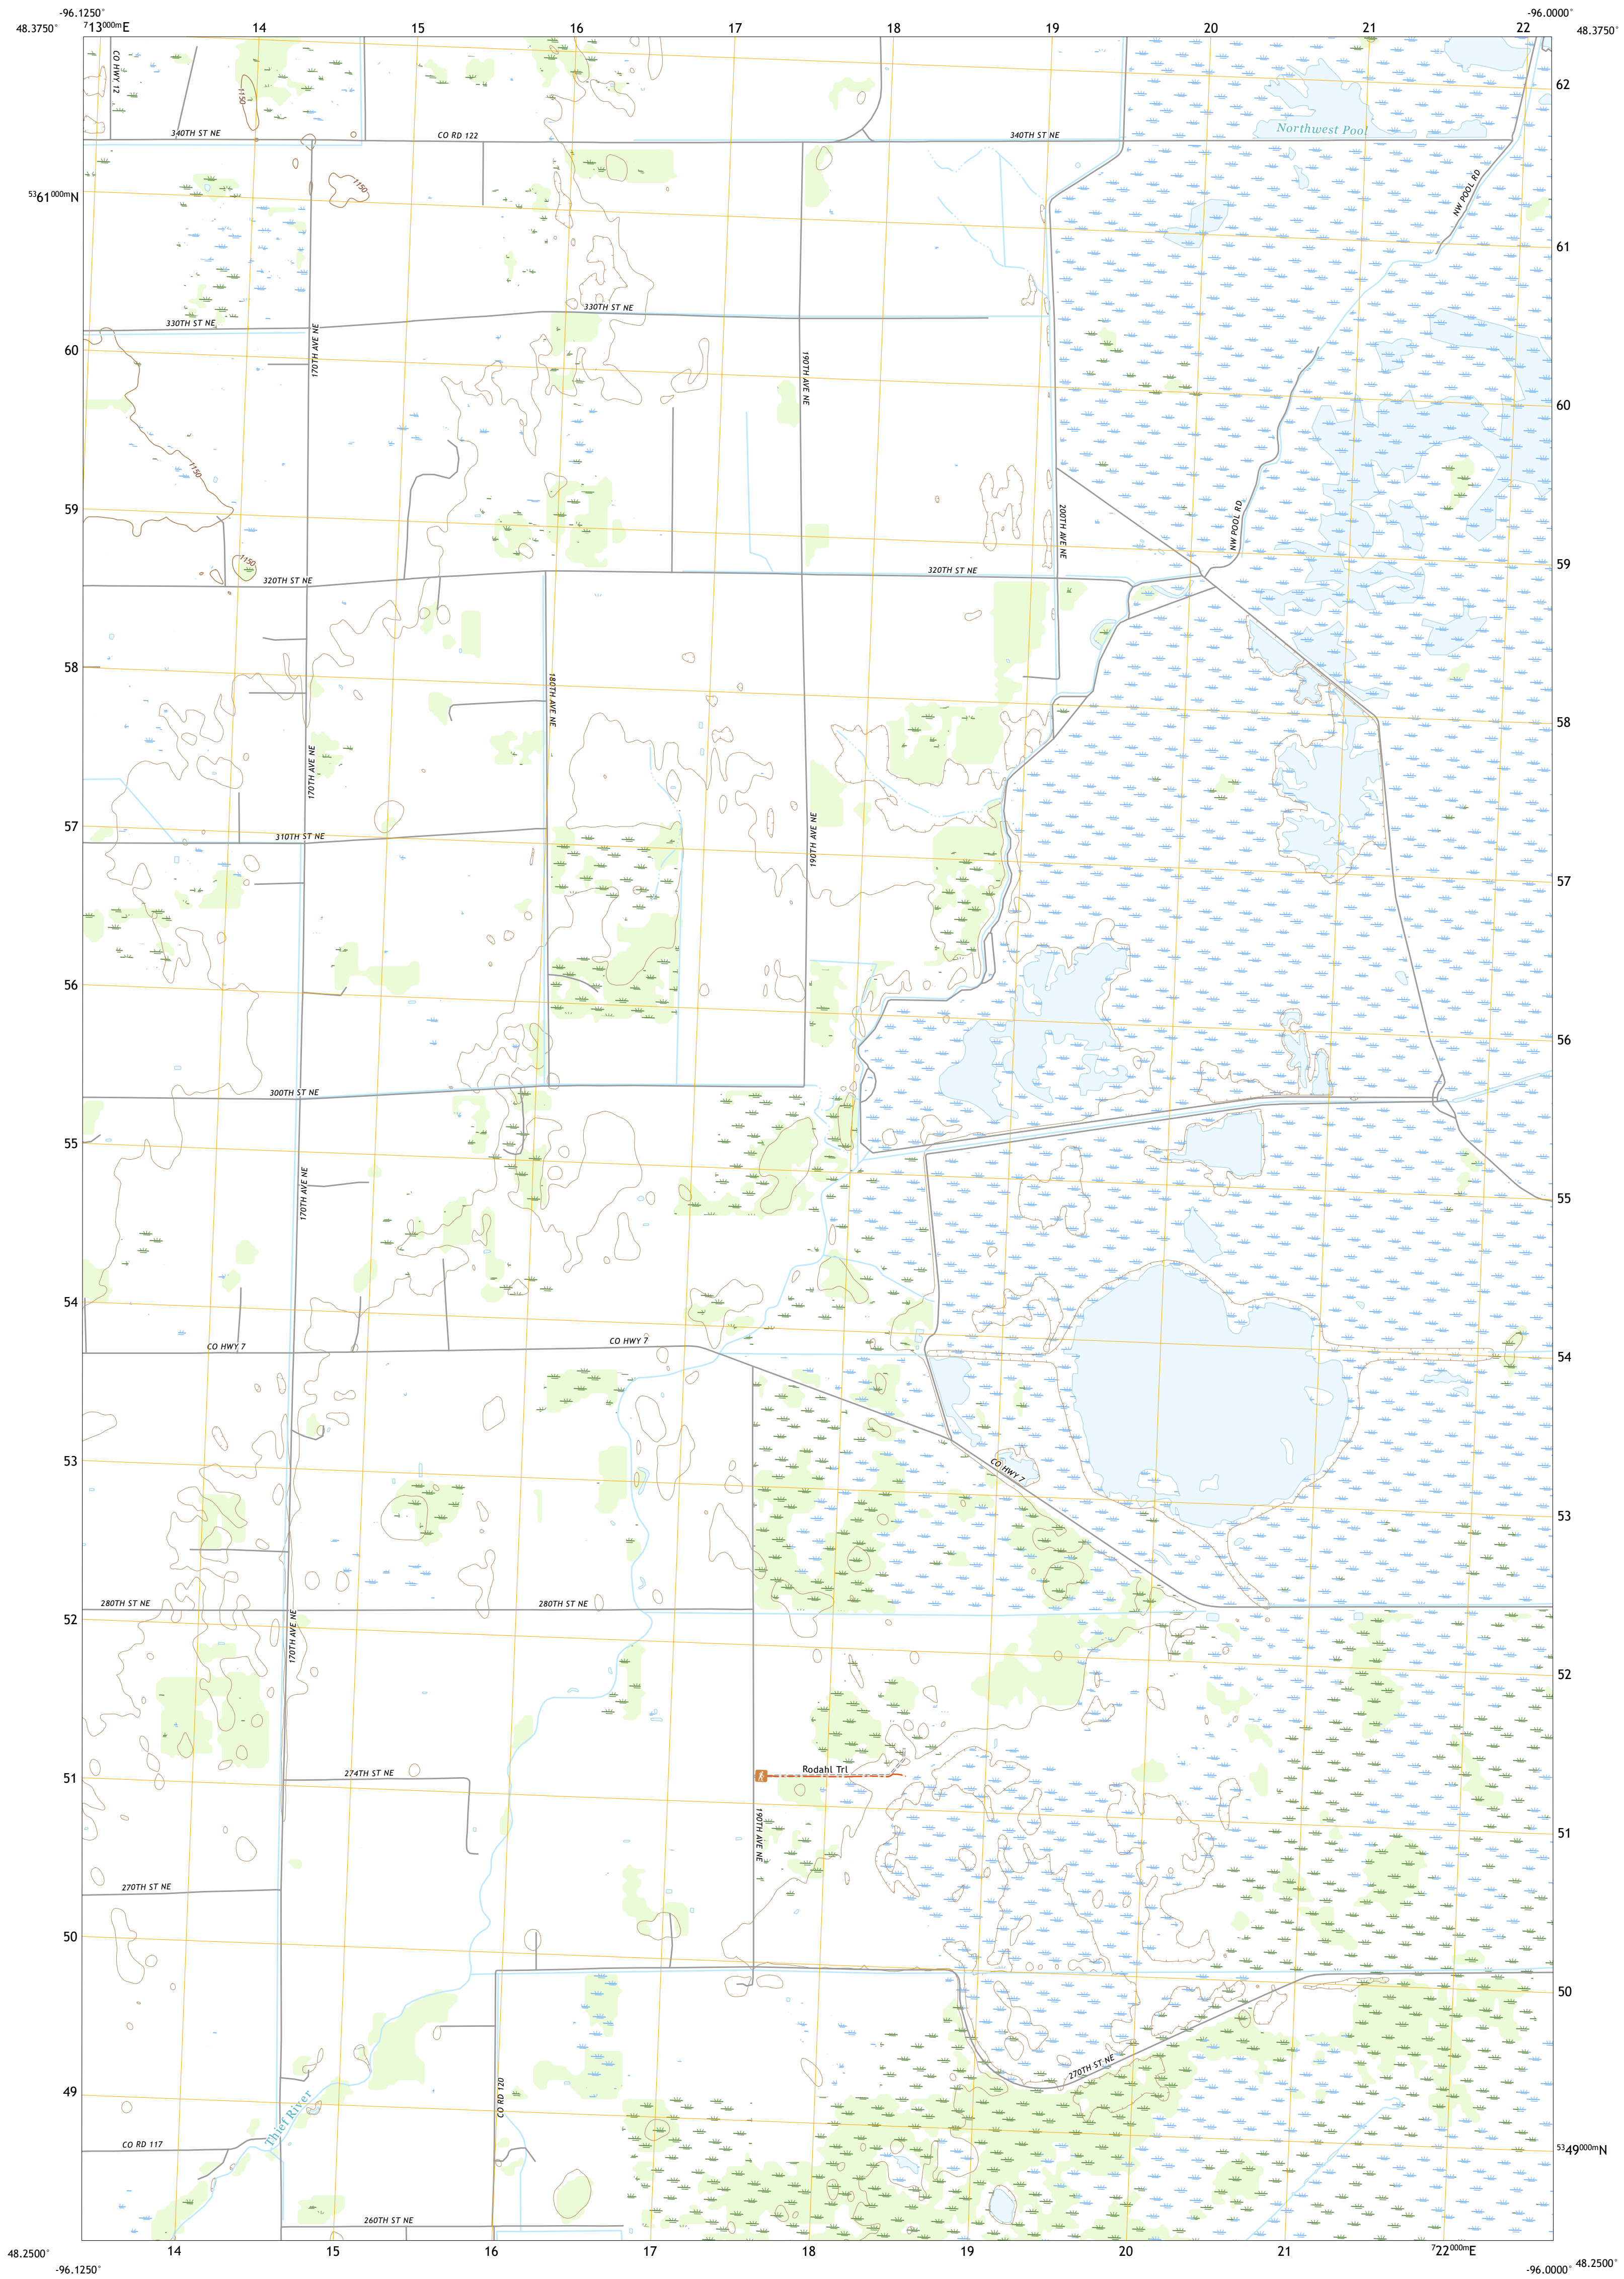 -96.1250°
-96.0000°
48.3750°
⁷13⁰⁰⁰ᵐE
14
15
16
17
18
19
20
21
22
48.3750°
CO HWY 12
1150
62
340TH ST NE
CO RD 122
340TH ST NE
Northwest Pool
1150
NW POOL RD
⁵³61⁰⁰⁰ᵐN
61
330TH ST NE
330TH ST NE
170TH AVE NE
190TH AVE NE
60
60
1150
59
200TH AVE NE
NW POOL RD
1150
320TH ST NE
320TH ST NE
59
58
180TH AVE NE
58
170TH AVE NE
57
310TH ST NE
190TH AVE NE
57
56
56
300TH ST NE
55
170TH AVE NE
55
54
CO HWY 7
CO HWY 7
54
53
CO HWY 7
53
280TH ST NE
280TH ST NE
52
170TH AVE NE
52
51
274TH ST NE
Rodahl Trl
190TH AVE NE
51
270TH ST NE
50
50
270TH ST NE
49
CO RD 120
Thief River
CO RD 117
⁵³49⁰⁰⁰ᵐN
260TH ST NE
48.2500°
14
15
16
17
18
19
20
21
⁷22⁰⁰⁰ᵐE
48.2500°
-96.1250°
-96.0000°